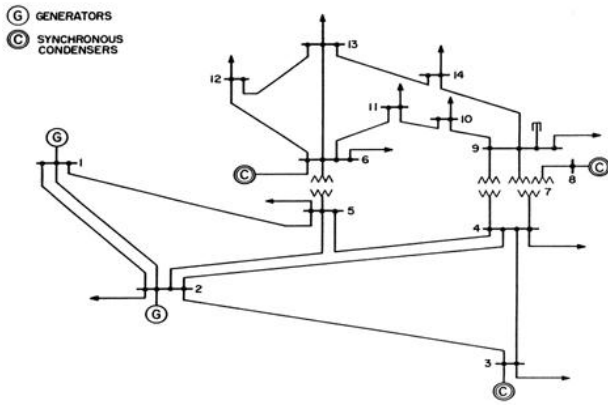 G GENERATORS
C SYNCHRONOUS
CONDENSERS
13
14
12
11
10
G
9
1
C
6
8
C
7
5
4
2
G
3
C